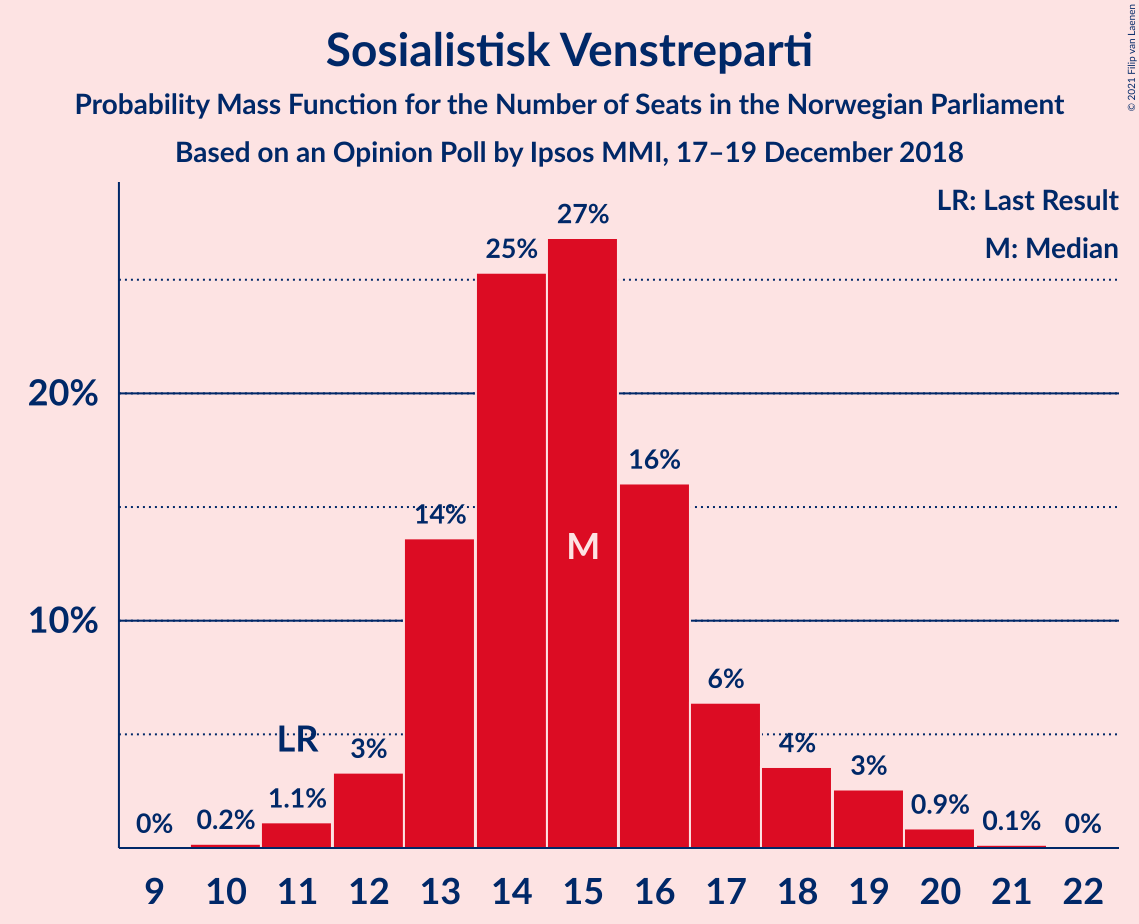 Sosialistisk Venstreparti
Probability Mass Function for the Number of Seats in the Norwegian Parliament
Based on an Opinion Poll by Ipsos MMI, 17–19 December 2018
© 2021 Filip van Laenen
LR: Last Result
M: Median
27%
25%
20%
16%
14%
M
10%
6%
LR
3%
4%
3%
0%
0.2%
1.1%
0.9%
0.1%
0%
9 10 11 12 13 14 15 16 17 18 19 20 21 22